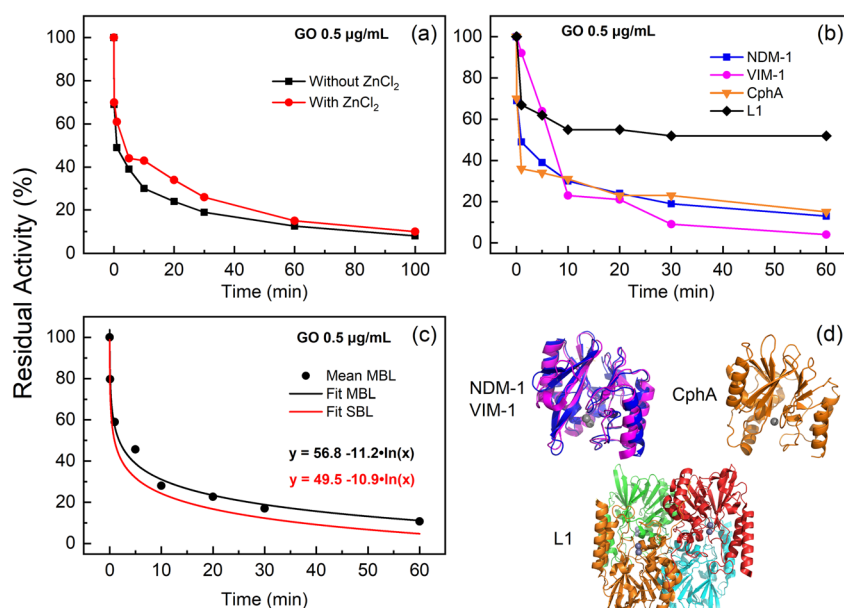 Residual Activity (%)
GO 0.5 µg/mL
(a)
Without ZnCl₂
With ZnCl₂
100
80
60
40
20
0
0
20
40
60
80
100
Time (min)
GO 0.5 µg/mL
(b)
NDM-1
VIM-1
CphA
L1
100
80
60
40
20
0
0
10
20
30
40
50
60
Time (min)
GO 0.5 µg/mL
(c)
Mean MBL
Fit MBL
Fit SBL
y = 56.8 -11.2•ln(x)
y = 49.5 -10.9•ln(x)
100
80
60
40
20
0
0
10
20
30
40
50
60
Time (min)
(d)
NDM-1
VIM-1
CphA
L1